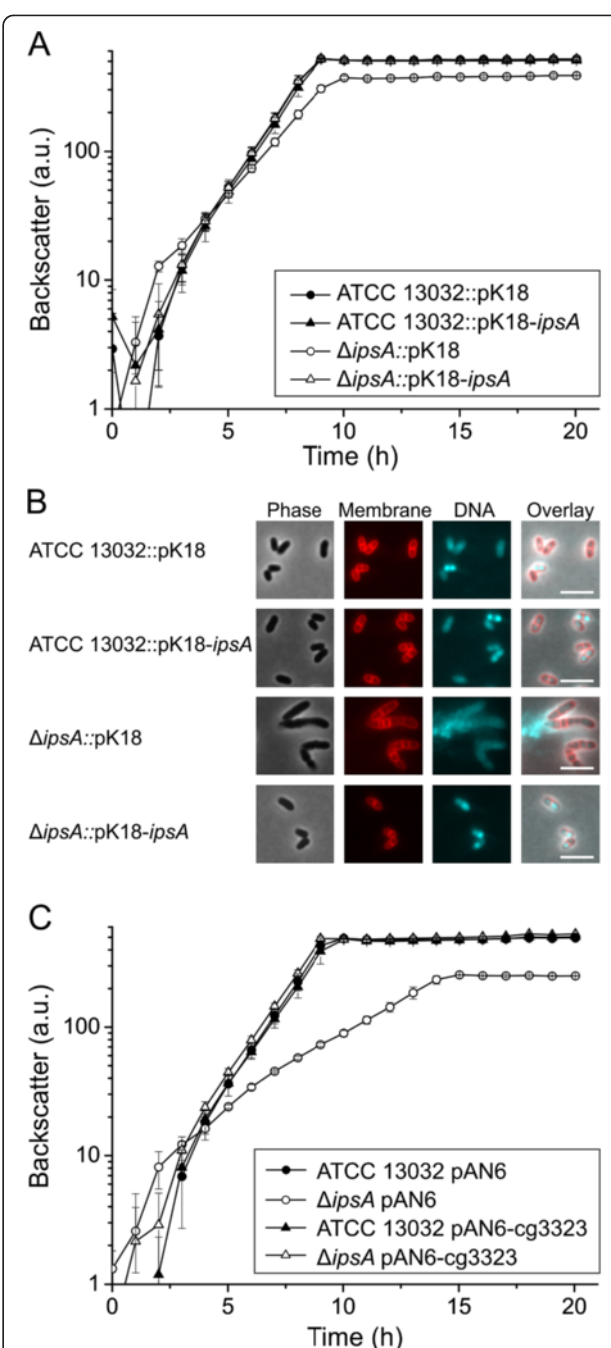 A
Backscatter (a.u.)
100
10
1
ATCC 13032::pK18
ATCC 13032::pK18-ipsA
ΔipsA::pK18
ΔipsA::pK18-ipsA
0 5 10 15 20
Time (h)
B
Phase Membrane DNA Overlay
ATCC 13032::pK18
ATCC 13032::pK18-ipsA
ΔipsA::pK18
ΔipsA::pK18-ipsA
C
Backscatter (a.u.)
100
10
1
ATCC 13032 pAN6
ΔipsA pAN6
ATCC 13032 pAN6-cg3323
ΔipsA pAN6-cg3323
0 5 10 15 20
Time (h)